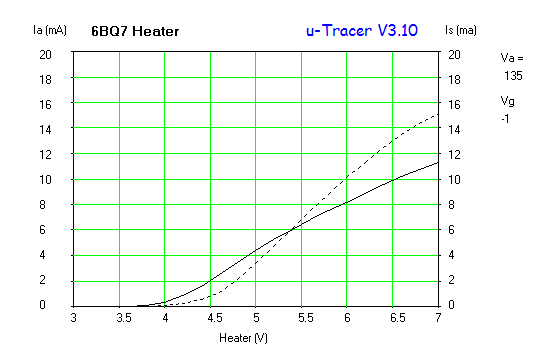 Ia (mA) 6BQ7 Heater u-Tracer V3.10 Is (ma)
20 20
Va =
135
18 18
Vg
-1
16 16
14 14
12 12
10 10
8 8
6 6
4 4
2 2
0 0
3 3.5 4 4.5 5 5.5 6 6.5 7
Heater (V)